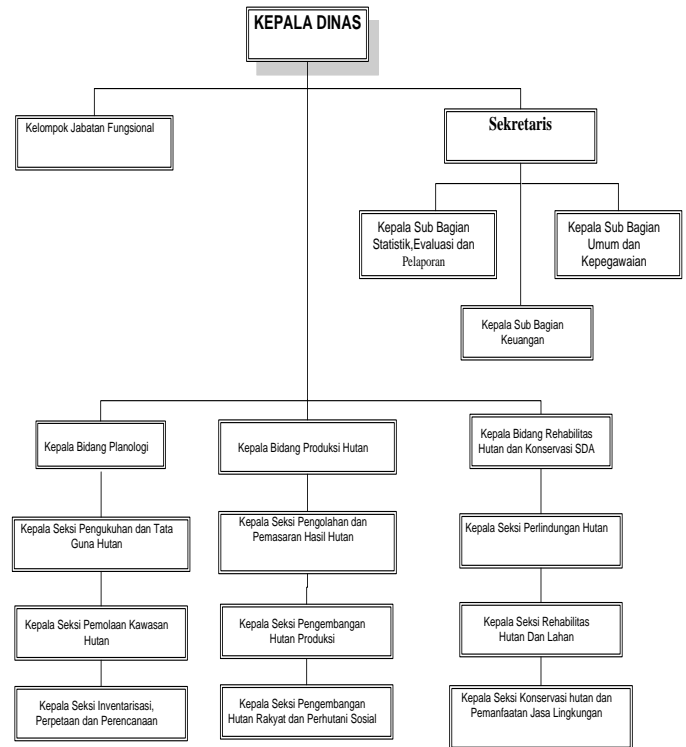 KEPALA DINAS
Kelompok Jabatan Fungsional
Sekretaris
Kepala Sub Bagian
Statistik,Evaluasi dan
Pelaporan
Kepala Sub Bagian
Umum dan
Kepegawaian
Kepala Sub Bagian
Keuangan
Kepala Bidang Planologi
Kepala Bidang Produksi Hutan
Kepala Bidang Rehabilitas
Hutan dan Konservasi SDA
Kepala Seksi Pengukuhan dan Tata
Guna Hutan
Kepala Seksi Pengolahan dan
Pemasaran Hasil Hutan
Kepala Seksi Perlindungan Hutan
Kepala Seksi Pemolaan Kawasan
Hutan
Kepala Seksi Pengembangan
Hutan Produksi
Kepala Seksi Rehabilitas
Hutan Dan Lahan
Kepala Seksi Inventarisasi,
Perpetaan dan Perencanaan
Kepala Seksi Pengembangan
Hutan Rakyat dan Perhutani Sosial
Kepala Seksi Konservasi hutan dan
Pemanfaatan Jasa Lingkungan